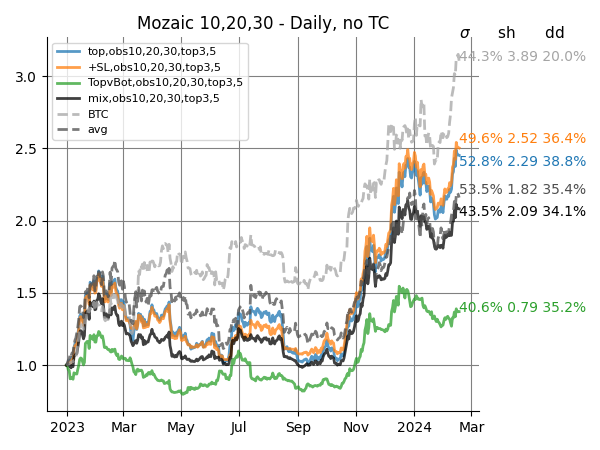 Mozaic 10,20,30 - Daily, no TC
σ sh dd
top,obs10,20,30,top3,5
+SL,obs10,20,30,top3,5
TopvBot,obs10,20,30,top3,5
mix,obs10,20,30,top3,5
BTC
avg
44.3% 3.89 20.0%
49.6% 2.52 36.4%
52.8% 2.29 38.8%
53.5% 1.82 35.4%
43.5% 2.09 34.1%
40.6% 0.79 35.2%
3.0
2.5
2.0
1.5
1.0
2023 Mar May Jul Sep Nov 2024 Mar